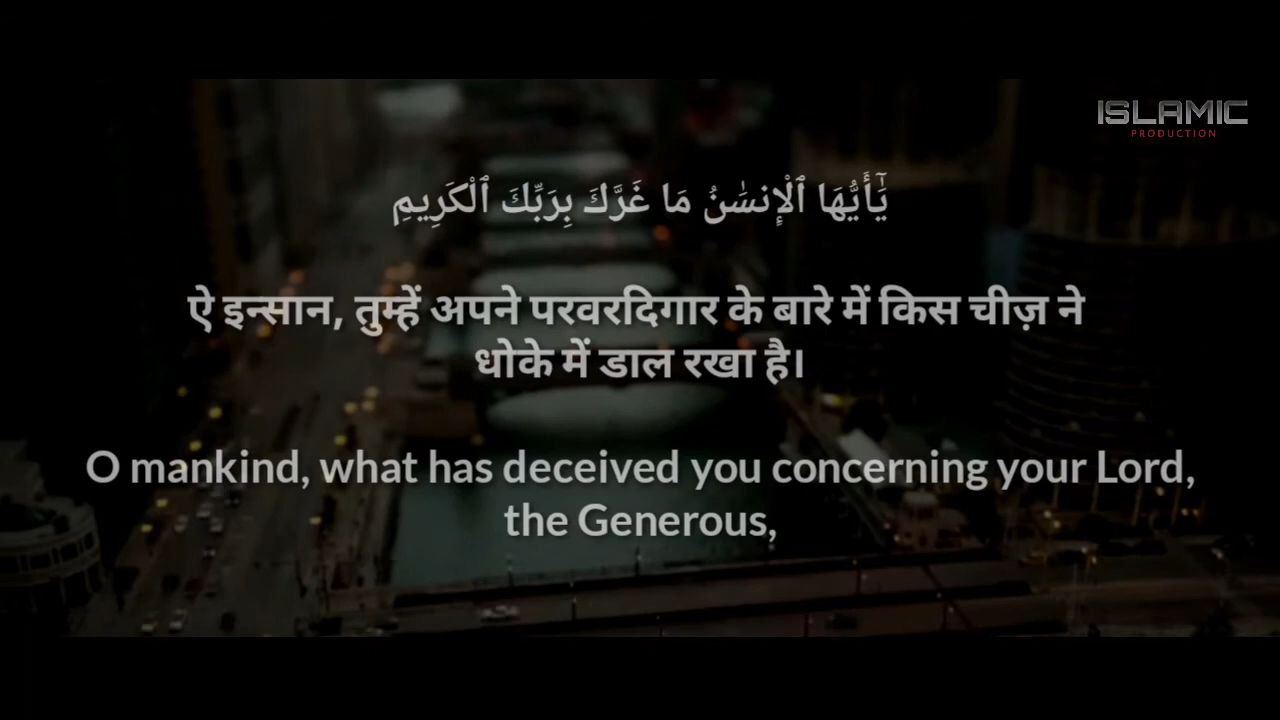 ISLAMIC
PRODUCTION
يَٰٓأَيُّهَا ٱلْإِنسَٰنُ مَا غَرَّكَ بِرَبِّكَ ٱلْكَرِيمِ
ऐ इन्सान, तुम्हें अपने परवरदिगार के बारे में किस चीज़ ने
धोके में डाल रखा है।
O mankind, what has deceived you concerning your Lord,
the Generous,